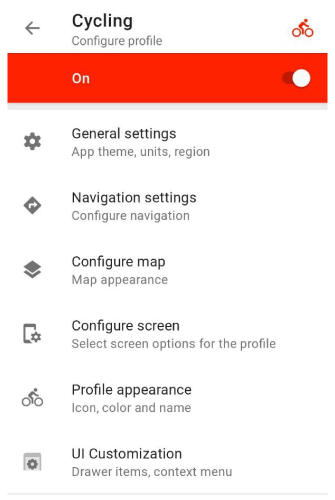 Cycling
Configure profile
On
General settings
App theme, units, region
Navigation settings
Configure navigation
Configure map
Map appearance
Configure screen
Select screen options for the profile
Profile appearance
Icon, color and name
UI Customization
Drawer items, context menu